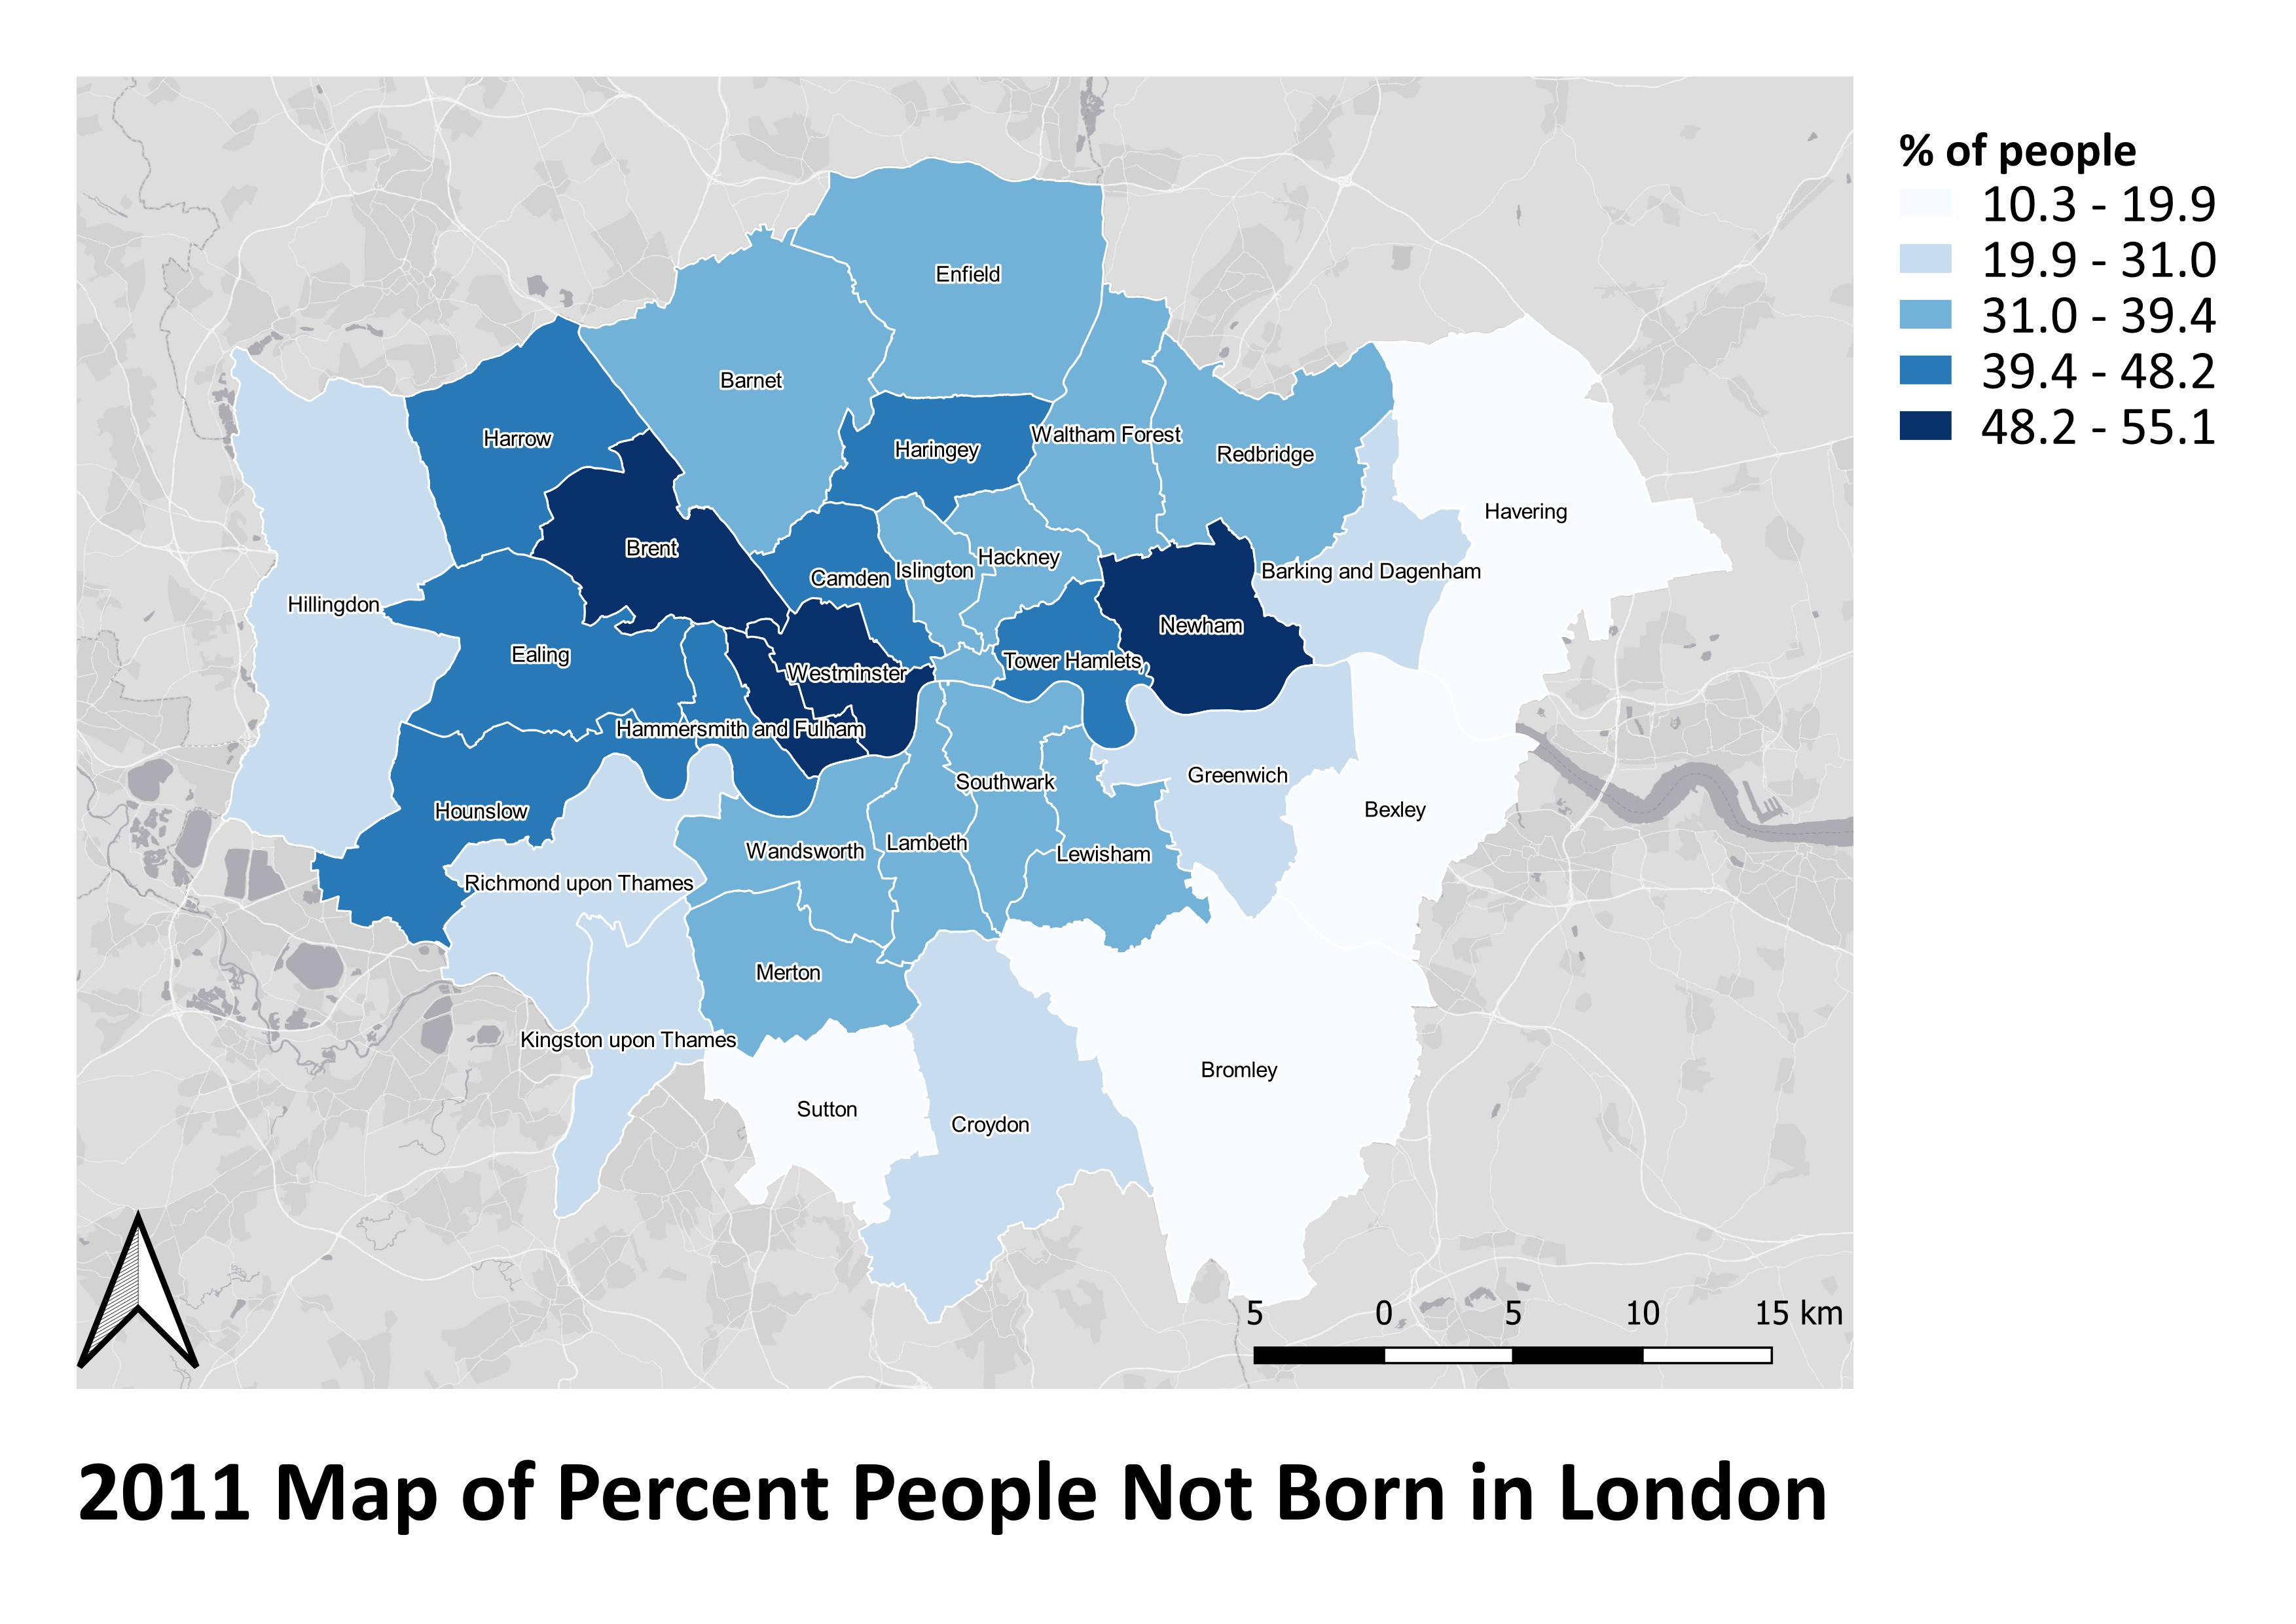 % of people
10.3 - 19.9
19.9 - 31.0
31.0 - 39.4
39.4 - 48.2
48.2 - 55.1
Enfield
Barnet
Harrow
Haringey
Waltham Forest
Redbridge
Havering
Brent
Camden
Islington
Hackney
Barking and Dagenham
Hillingdon
Newham
Ealing
Westminster
Tower Hamlets
Hammersmith and Fulham
Southwark
Greenwich
Hounslow
Bexley
Wandsworth
Lambeth
Lewisham
Richmond upon Thames
Merton
Kingston upon Thames
Bromley
Sutton
Croydon
5 0 5 10 15 km
2011 Map of Percent People Not Born in London